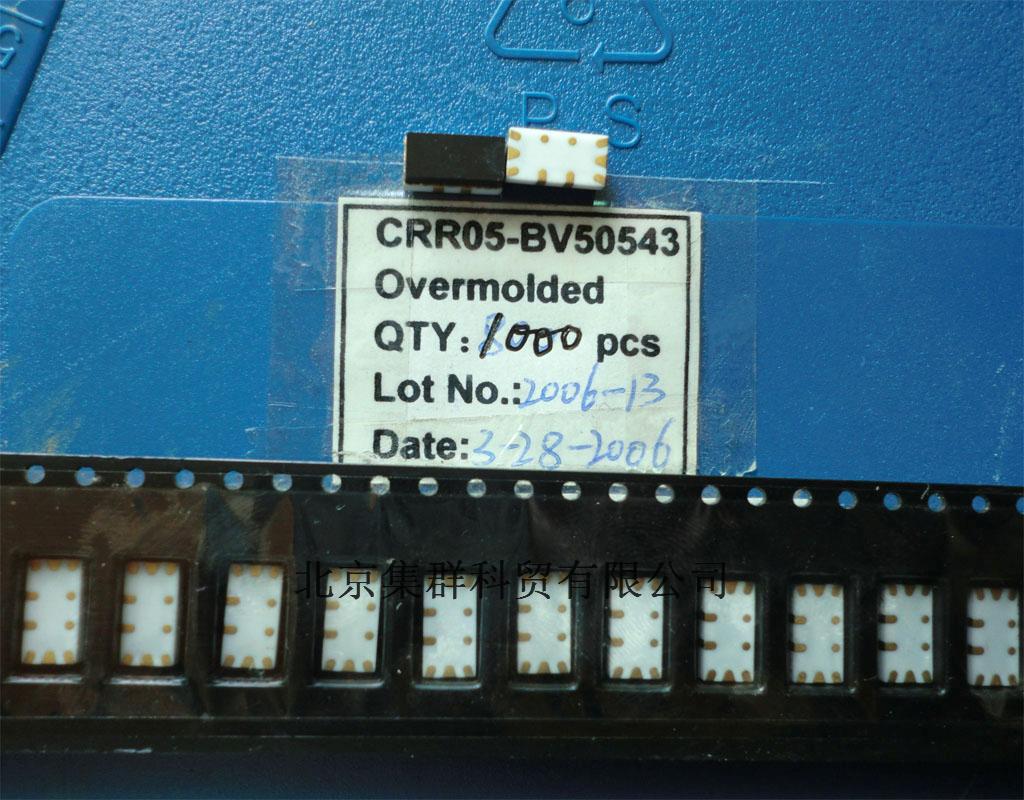 PS
CRR05-BV50543
Overmolded
QTY: 1000 pcs
Lot No.:2006-13
Date:3-28-2006
北京集群科贸有限公司